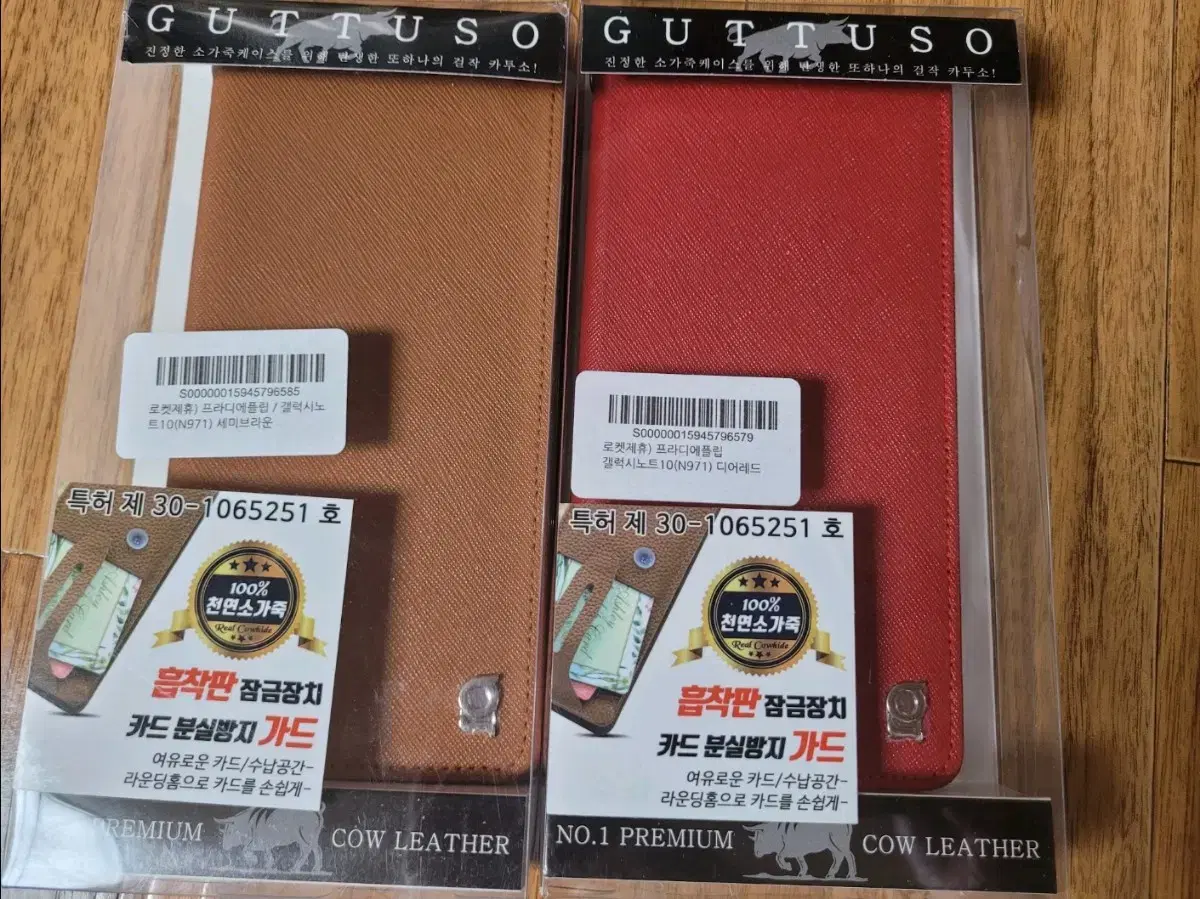 GUTTUSO
진정한 소가죽케이스를 위해 탄생한 또하나의 걸작 카투소!
S00000015945796585
로켓제휴) 프라디에플립 / 갤럭시노
트10(N971) 세미브라운
특허 제 30-1065251 호
100%
천연소가죽
Real Cowhide
흡착판 잠금장치
카드 분실방지 가드
여유로운 카드/수납공간-
라운딩홈으로 카드를 손쉽게-
PREMIUM
COW LEATHER
GUTTUSO
진정한 소가죽케이스를 위해 탄생한 또하나의 걸작 카투소!
S00000015945796579
로켓제휴) 프라디에플립
갤럭시노트10(N971) 디어레드
특허 제 30-1065251 호
100%
천연소가죽
Real Cowhide
흡착판 잠금장치
카드 분실방지 가드
여유로운 카드/수납공간-
라운딩홈으로 카드를 손쉽게-
NO.1 PREMIUM
COW LEATHER